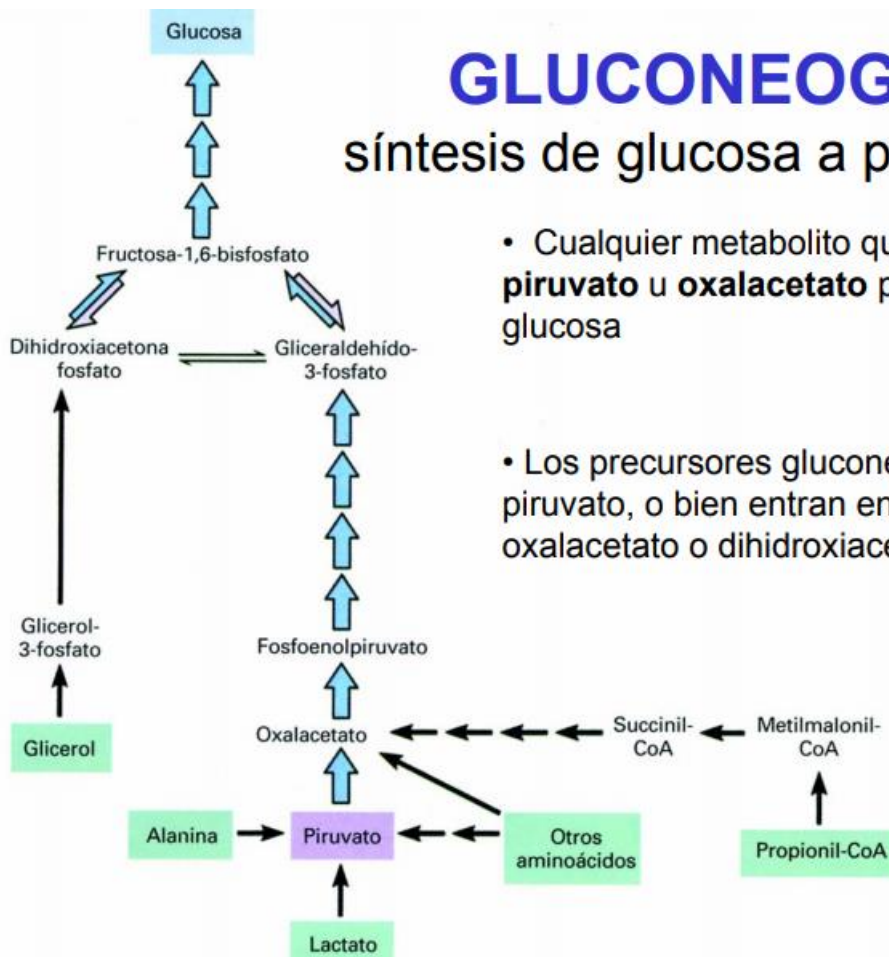 Glucosa
GLUCONEOG
síntesis de glucosa a p
• Cualquier metabolito qu
piruvato u oxalacetato p
glucosa
Fructosa-1,6-bisfosfato
Dihidroxiacetona
fosfato
Gliceraldehído-
3-fosfato
• Los precursores glucone
piruvato, o bien entran en
oxalacetato o dihidroxiace
Glicerol-
3-fosfato
Fosfoenolpiruvato
Glicerol
Oxalacetato
Succinil-
CoA
Metilmalonil-
CoA
Alanina
Piruvato
Otros
aminoácidos
Propionil-CoA
Lactato